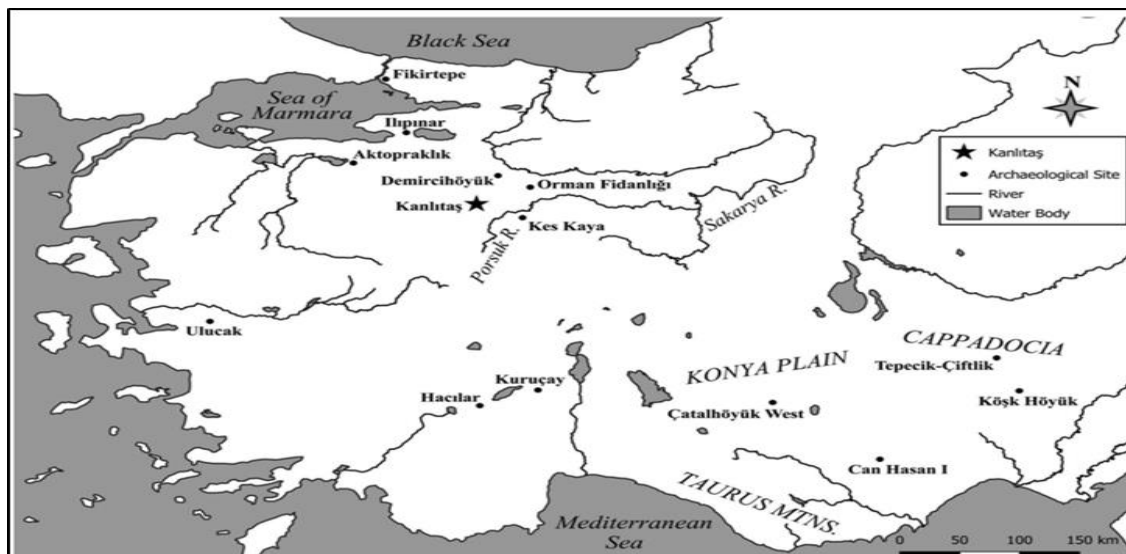 Black Sea
Fikirtepe
Sea of
Marmara
N
Ilıpınar
Kanlıtaş
Archaeological Site
River
Water Body
Aktopraklık
Demircihöyük
Orman Fidanlığı
Kanlıtaş
Kes Kaya
Porsuk R.
Sakarya R.
Ulucak
CAPPADOCIA
KONYA PLAIN
Tepecik-Çiftlik
Kuruçay
Hacılar
Çatalhöyük West
Köşk Höyük
Can Hasan I
TAURUS MTNS.
Mediterranean
Sea
0 50 100 150 km